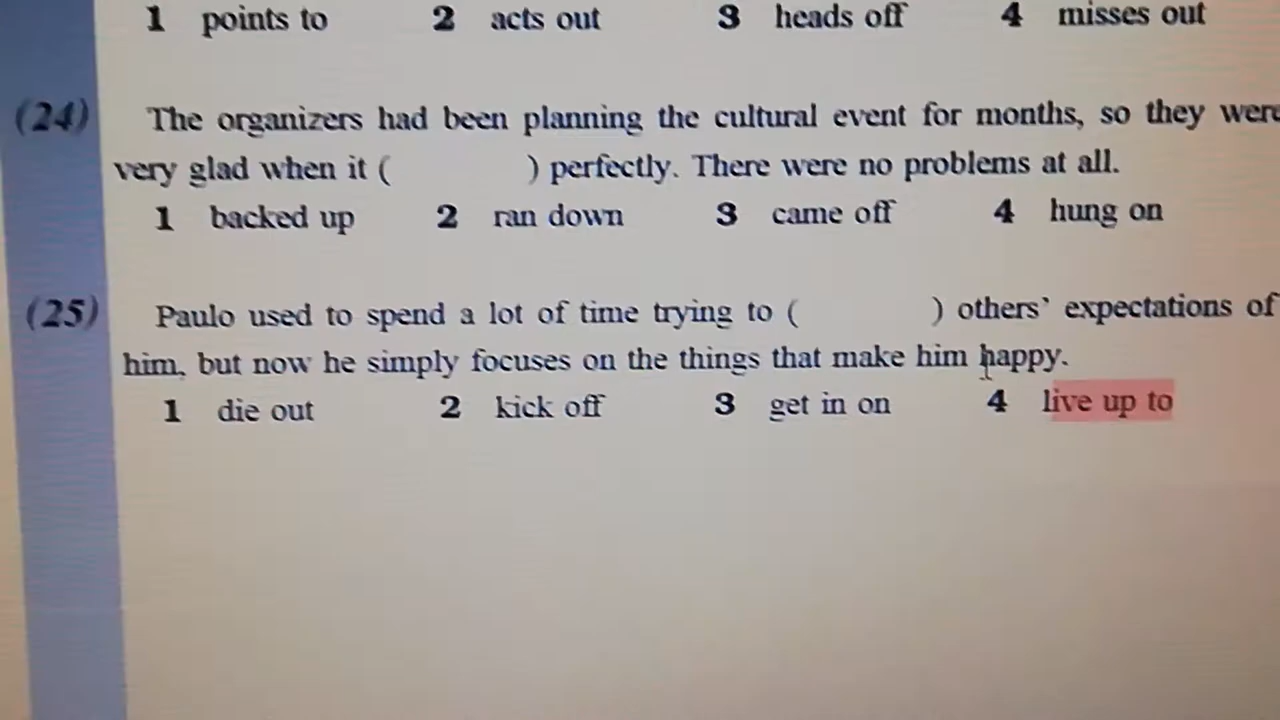 1 points to 2 acts out 3 heads off 4 misses out
(24) The organizers had been planning the cultural event for months, so they were
very glad when it ( ) perfectly. There were no problems at all.
1 backed up 2 ran down 3 came off 4 hung on
(25) Paulo used to spend a lot of time trying to ( ) others’ expectations of
him, but now he simply focuses on the things that make him happy.
1 die out 2 kick off 3 get in on 4 live up to